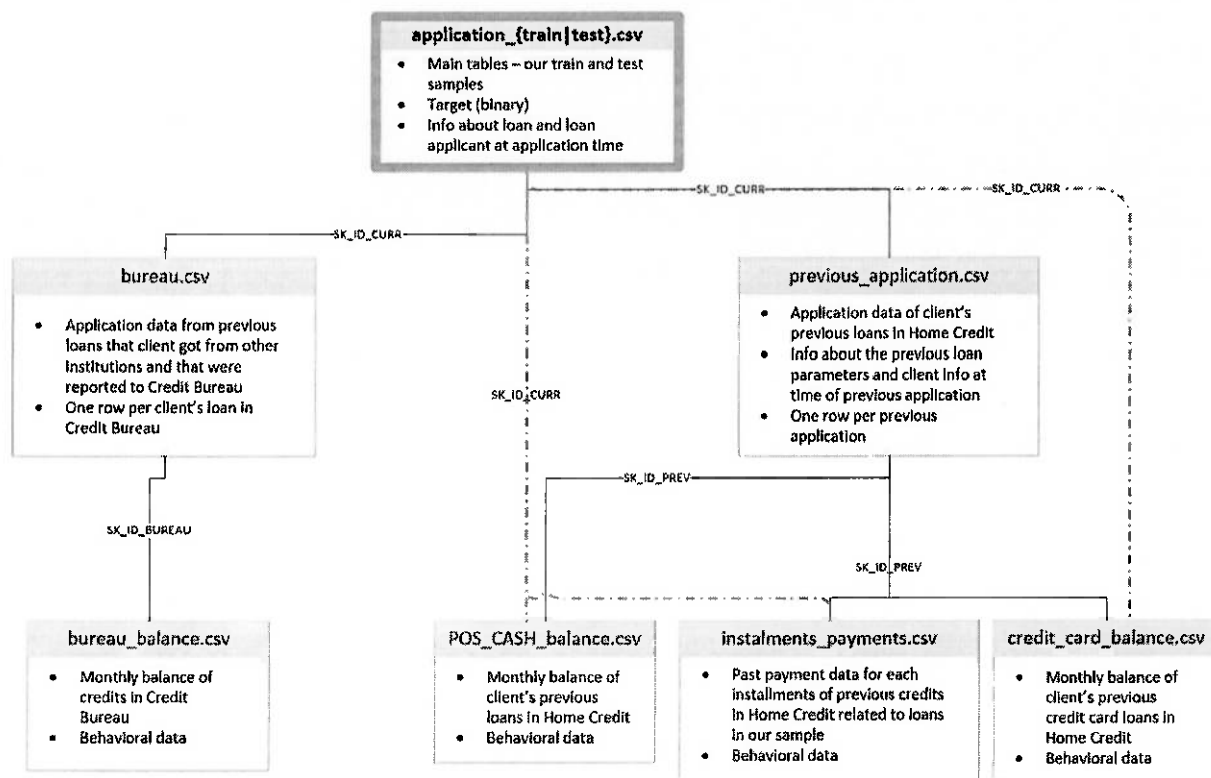 application_{train|test}.csv
• Main tables – our train and test
samples
• Target (binary)
• Info about loan and loan
applicant at application time
SK_ID_CURR
SK_ID_CURR
SK_ID_CURR
bureau.csv
• Application data from previous
loans that client got from other
institutions and that were
reported to Credit Bureau
• One row per client's loan in
Credit Bureau
SK_ID_CURR
previous_application.csv
• Application data of client's
previous loans in Home Credit
• Info about the previous loan
parameters and client info at
time of previous application
• One row per previous
application
SK_ID_PREV
SK_ID_BUREAU
SK_ID_PREV
bureau_balance.csv
• Monthly balance of
credits in Credit
Bureau
• Behavioral data
POS_CASH_balance.csv
• Monthly balance of
client's previous
loans in Home Credit
• Behavioral data
instalments_payments.csv
• Past payment data for each
installments of previous credits
in Home Credit related to loans
in our sample
• Behavioral data
credit_card_balance.csv
• Monthly balance of
client's previous
credit card loans in
Home Credit
• Behavioral data